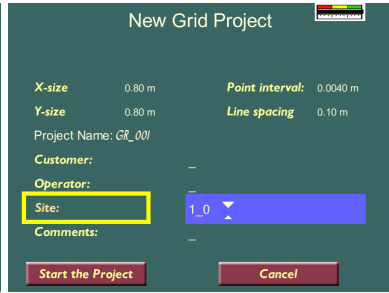 New Grid Project
X-size 0.80 m Point interval: 0.0040 m
Y-size 0.80 m Line spacing 0.10 m
Project Name: GR_001
Customer: _
Operator: _
Site: 1_0
Comments: _
Start the Project Cancel